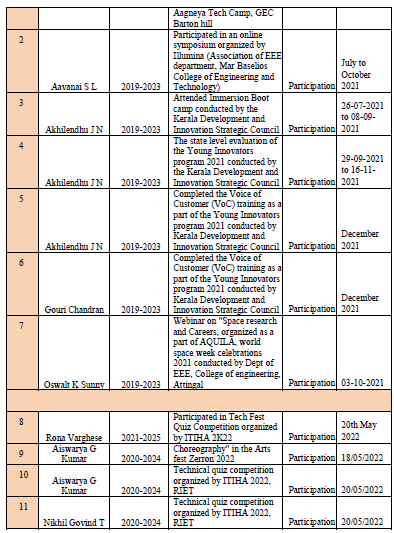 Aagneya Tech Camp, GEC
Barton hill
2
Aavanai S L
2019-2023
Participated in an online
symposium organized by
Illumina (Association of EEE
department, Mar Baselios
College of Engineering and
Technology)
Participation
July to
October
2021
3
Akhilendhu J N
2019-2023
Attended Immersion Boot
camp conducted by the
Kerala Development and
Innovation Strategic Council
Participation
26-07-2021
to 08-09-
2021
4
Akhilendhu J N
2019-2023
The state level evaluation of
the Young Innovators
program 2021 conducted by
the Kerala Development and
Innovation Strategic Council
Participation
29-09-2021
to 16-11-
2021
5
Akhilendhu J N
2019-2023
Completed the Voice of
Customer (VoC) training as a
part of the Young Innovators
program 2021 conducted by
Kerala Development and
Innovation Strategic Council
Participation
December
2021
6
Gouri Chandran
2019-2023
Completed the Voice of
Customer (VoC) training as a
part of the Young Innovators
program 2021 conducted by
Kerala Development and
Innovation Strategic Council
Participation
December
2021
7
Oswalt K Sunny
2019-2023
Webinar on "Space research
and Careers, organized as a
part of AQUILA, world
space week celebrations
2021 conducted by Dept of
EEE, College of engineering,
Attingal
Participation
03-10-2021
8
Rona Varghese
2021-2025
Participated in Tech Fest
Quiz Competition organized
by ITIHA 2K22
Participation
20th May
2022
9
Aiswarya G
Kumar
2020-2024
Choreography" in the Arts
fest Zerron 2022
Participation
18/05/2022
10
Aiswarya G
Kumar
2020-2024
Technical quiz competition
organized by ITIHA 2022,
RIET
Participation
20/05/2022
11
Nikhil Govind T
2020-2024
Technical quiz competition
organized by ITIHA 2022,
RIET
Participation
20/05/2022